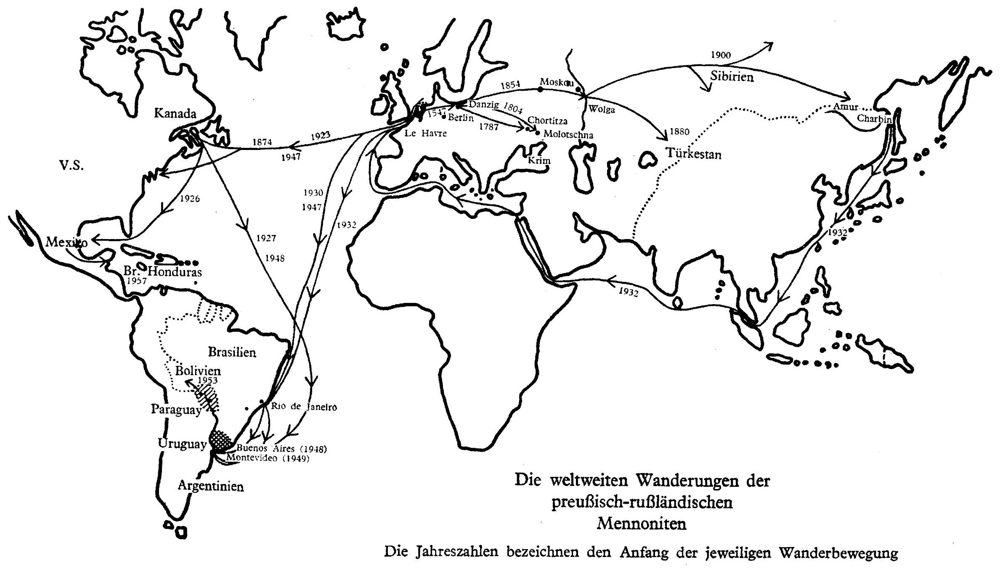 1900
Sibirien
1854
Moskau
Wolga
Danzig 1804
1547
Berlin
1787
Chortitza
Molotschna
Krim
1880
Türkestan
Amur
Charbin
Kanada
Le Havre
1923
1874
1947
V.S.
1926
1930
1947
1932
1927
1948
Mexiko
Br. Honduras
1957
1932
1932
Brasilien
Bolivien
1953
Paraguay
Rio de Janeiro
Uruguay
Buenos Aires (1948)
Montevideo (1949)
Argentinien
Die weltweiten Wanderungen der
preußisch-rußländischen
Mennoniten
Die Jahreszahlen bezeichnen den Anfang der jeweiligen Wanderbewegung